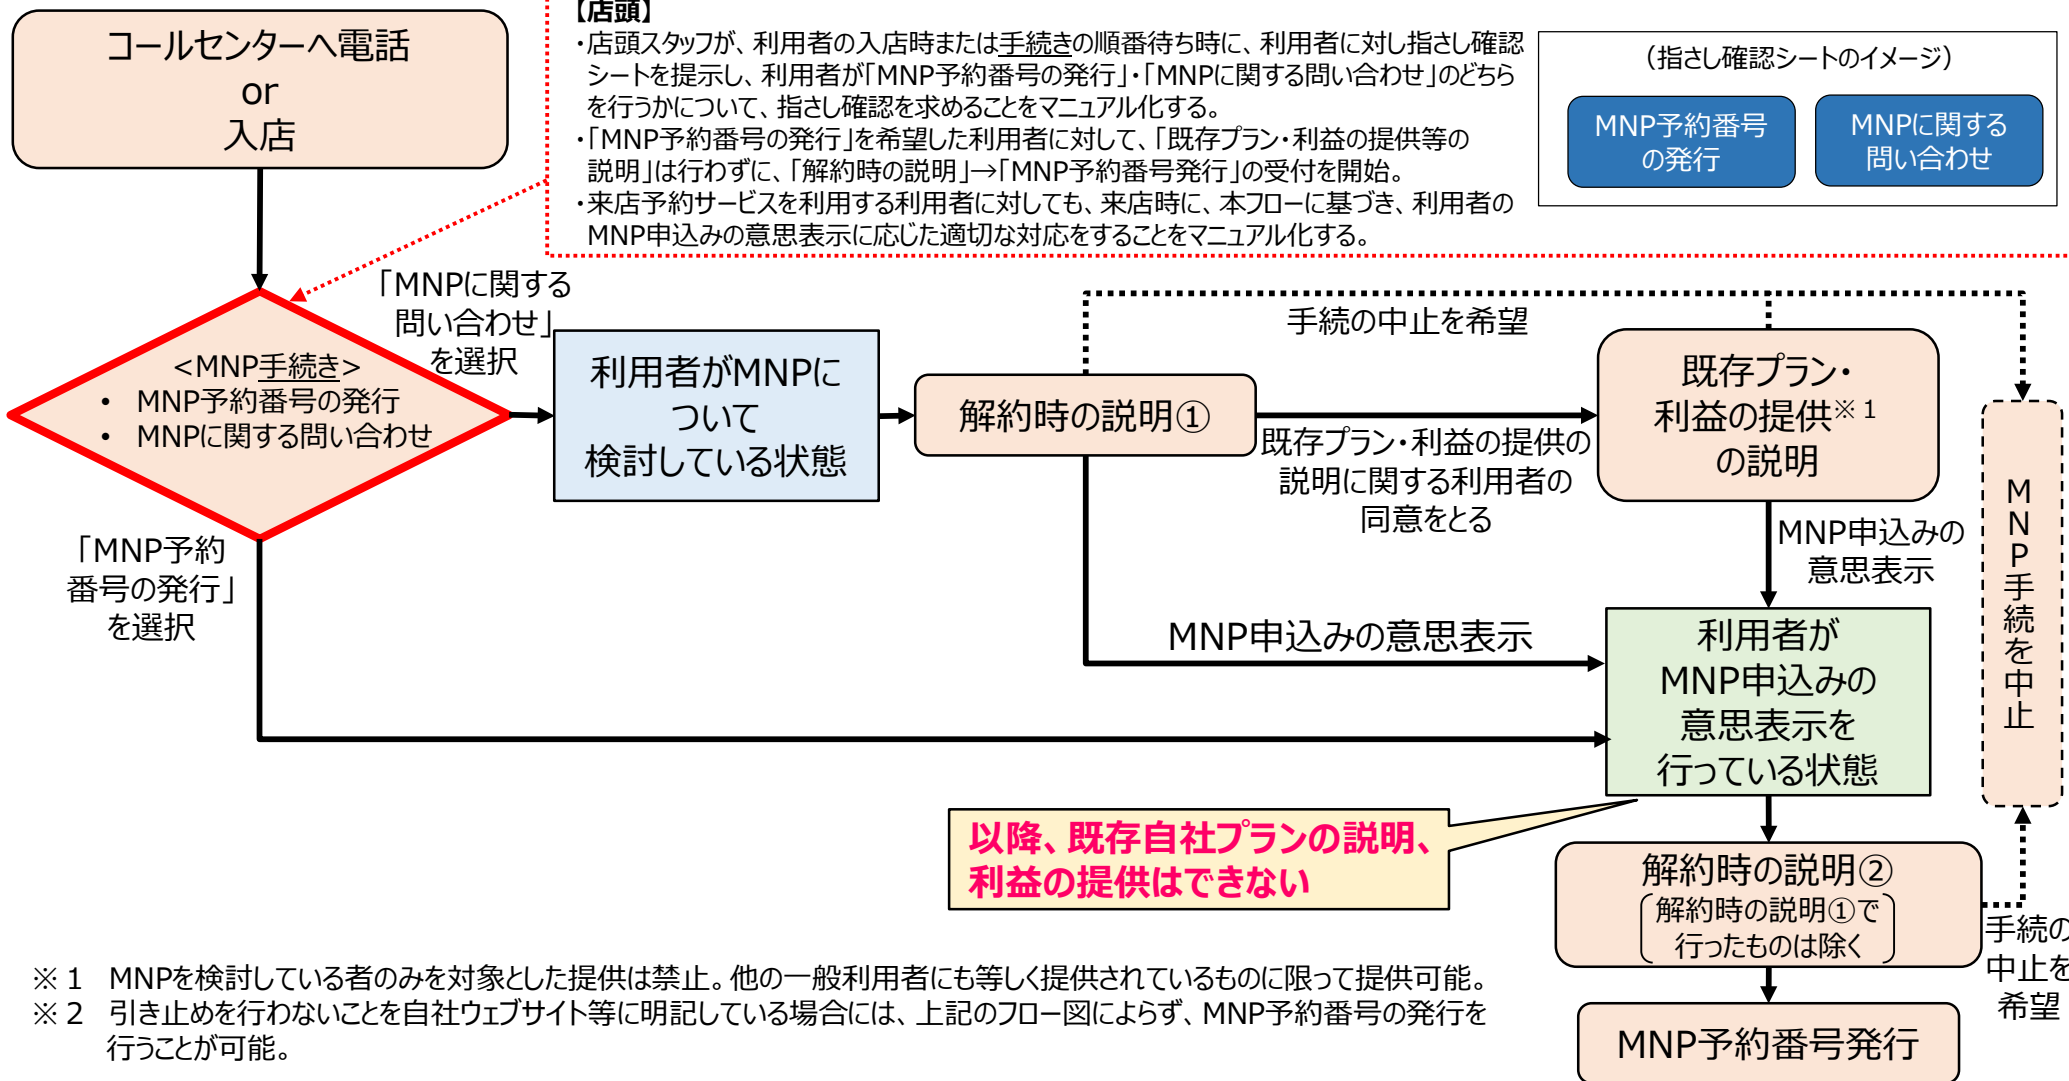 コールセンターへ電話
or
入店
【店頭】
・店頭スタッフが、利用者の入店時または手続きの順番待ち時に、利用者に対し指さし確認
シートを提示し、利用者が「MNP予約番号の発行」・「MNPに関する問い合わせ」のどちら
を行うかについて、指さし確認を求めることをマニュアル化する。
・「MNP予約番号の発行」を希望した利用者に対して、「既存プラン・利益の提供等の
説明」は行わずに、「解約時の説明」→「MNP予約番号発行」の受付を開始。
・来店予約サービスを利用する利用者に対しても、来店時に、本フローに基づき、利用者の
MNP申込みの意思表示に応じた適切な対応をすることをマニュアル化する。
（指さし確認シートのイメージ）
MNP予約番号
の発行
MNPに関する
問い合わせ
「MNPに関する
問い合わせ」
を選択
<MNP手続き>
• MNP予約番号の発行
• MNPに関する問い合わせ
利用者がMNPに
ついて
検討している状態
解約時の説明①
手続の中止を希望
既存プラン・利益の提供の
説明に関する利用者の
同意をとる
既存プラン・
利益の提供※１
の説明
MNP手続を中止
「MNP予約
番号の発行」
を選択
MNP申込みの
意思表示
MNP申込みの意思表示
利用者が
MNP申込みの
意思表示を
行っている状態
以降、既存自社プランの説明、
利益の提供はできない
解約時の説明②
解約時の説明①で
行ったものは除く
手続の
中止を
希望
MNP予約番号発行
※１ MNPを検討している者のみを対象とした提供は禁止。他の一般利用者にも等しく提供されているものに限って提供可能。
※２ 引き止めを行わないことを自社ウェブサイト等に明記している場合には、上記のフロー図によらず、MNP予約番号の発行を
行うことが可能。